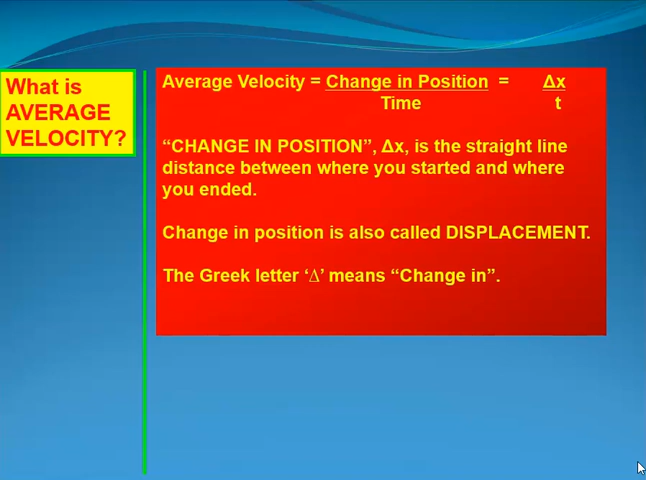 What is
AVERAGE
VELOCITY?
Average Velocity = Change in Position = Δx
Time t
“CHANGE IN POSITION”, Δx, is the straight line
distance between where you started and where
you ended.
Change in position is also called DISPLACEMENT.
The Greek letter ‘Δ’ means “Change in”.